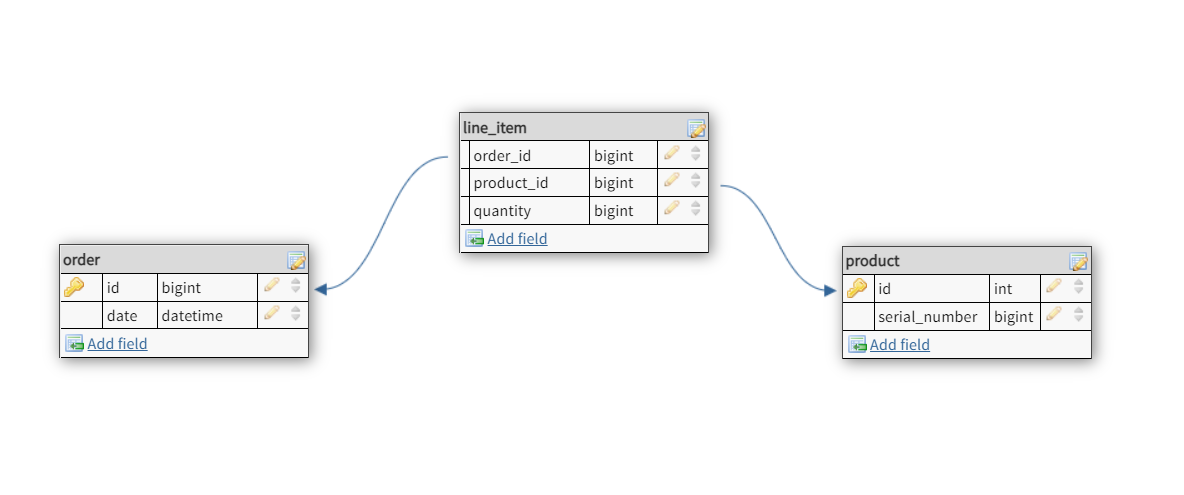 line_item
order_id bigint
product_id bigint
quantity bigint
Add field
order
id bigint
date datetime
Add field
product
id int
serial_number bigint
Add field